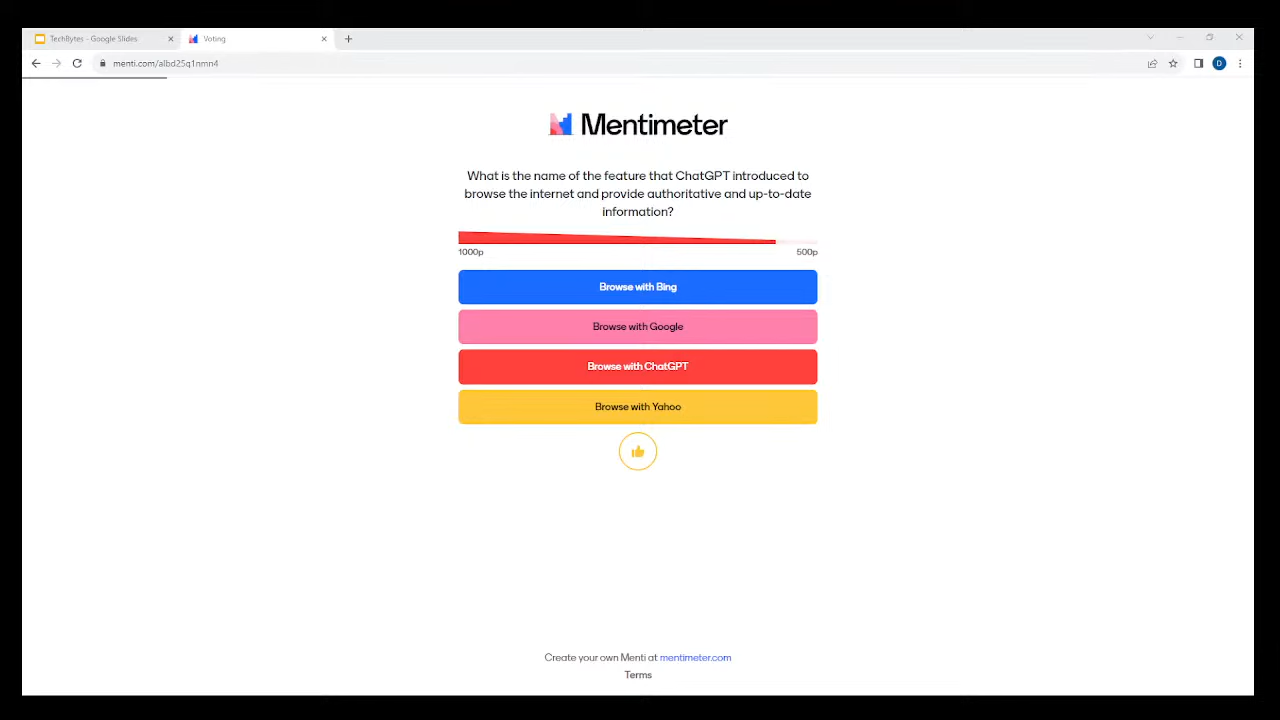 TechBytes - Google Slides
Voting
menti.com/albd25q1nmn4
D
Mentimeter
What is the name of the feature that ChatGPT introduced to
browse the internet and provide authoritative and up-to-date
information?
1000p 500p
Browse with Bing
Browse with Google
Browse with ChatGPT
Browse with Yahoo
Create your own Menti at mentimeter.com
Terms